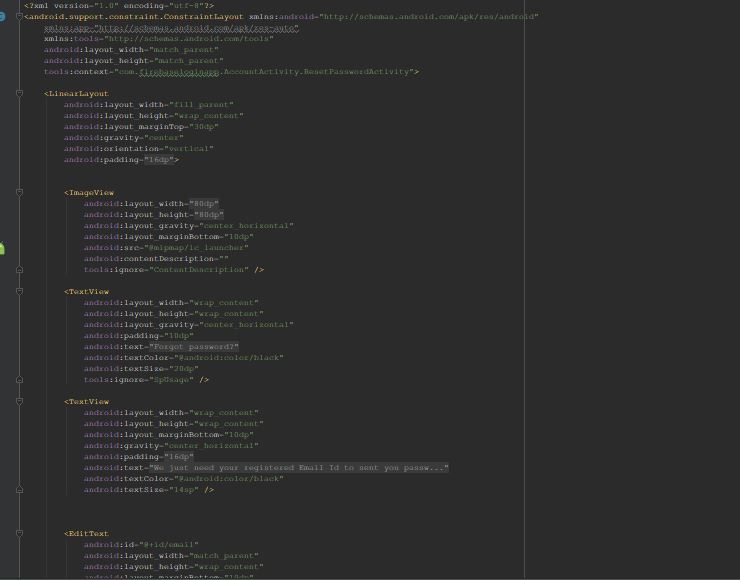 <?xml version="1.0" encoding="utf-8"?>
<android.support.constraint.ConstraintLayout xmlns:android="http://schemas.android.com/apk/res/android"
xmlns:app="http://schemas.android.com/apk/res-auto"
xmlns:tools="http://schemas.android.com/tools"
android:layout_width="match_parent"
android:layout_height="match_parent"
tools:context="com.firebaseloginapp.AccountActivity.ResetPasswordActivity">
<LinearLayout
android:layout_width="fill_parent"
android:layout_height="wrap_content"
android:layout_marginTop="30dp"
android:gravity="center"
android:orientation="vertical"
android:padding="16dp">
<ImageView
android:layout_width="80dp"
android:layout_height="80dp"
android:layout_gravity="center_horizontal"
android:layout_marginBottom="10dp"
android:src="@mipmap/ic_launcher"
android:contentDescription=""
tools:ignore="ContentDescription" />
<TextView
android:layout_width="wrap_content"
android:layout_height="wrap_content"
android:layout_gravity="center_horizontal"
android:padding="10dp"
android:text="Forgot password?"
android:textColor="@android:color/black"
android:textSize="20dp"
tools:ignore="SpUsage" />
<TextView
android:layout_width="wrap_content"
android:layout_height="wrap_content"
android:layout_marginBottom="10dp"
android:gravity="center_horizontal"
android:padding="16dp"
android:text="We just need your registered Email Id to sent you passw..."
android:textColor="@android:color/black"
android:textSize="14sp" />
<EditText
android:id="@+id/email"
android:layout_width="match_parent"
android:layout_height="wrap_content"
android:layout_marginBottom="10dp"